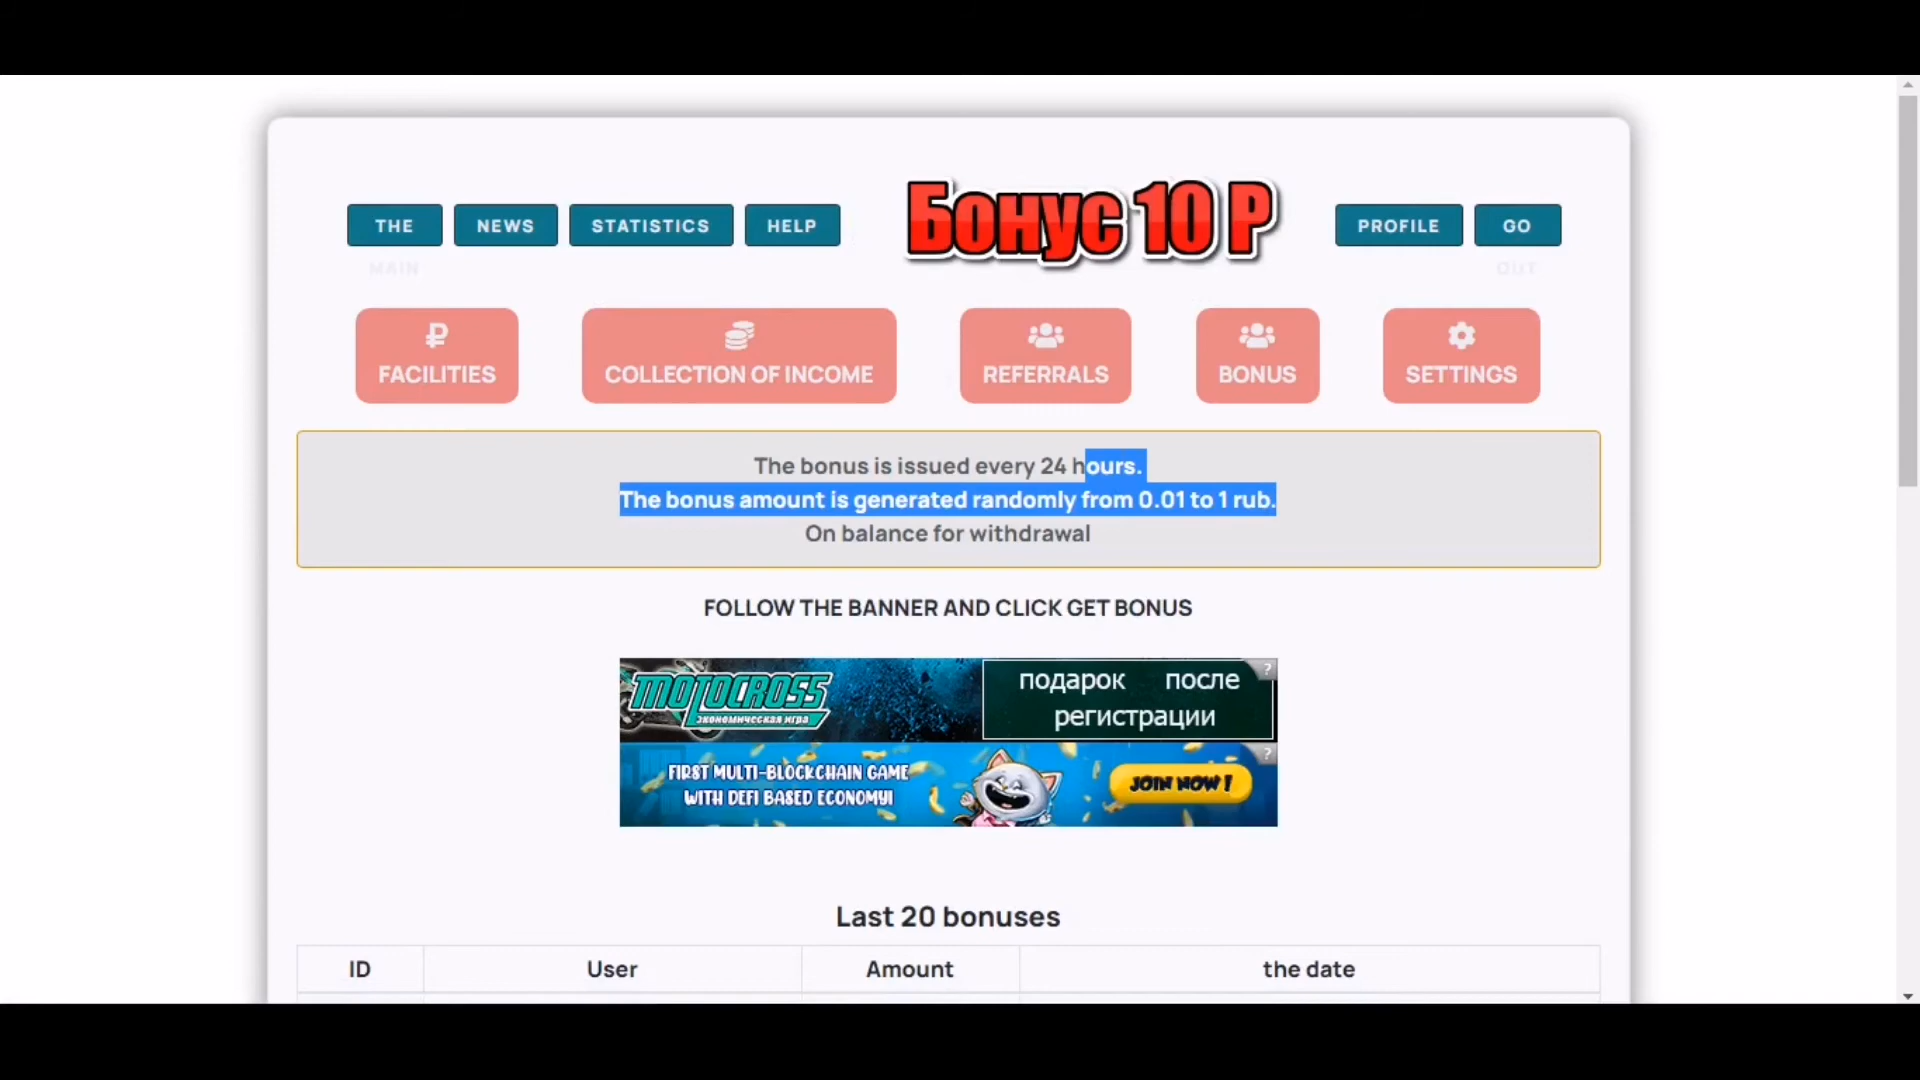 THE
MAIN
NEWS
STATISTICS
HELP
Бонус 10 Р
PROFILE
GO
OUT
FACILITIES
COLLECTION OF INCOME
REFERRALS
BONUS
SETTINGS
The bonus is issued every 24 hours.
The bonus amount is generated randomly from 0.01 to 1 rub.
On balance for withdrawal
FOLLOW THE BANNER AND CLICK GET BONUS
MOTOCROSS
экономическая игра
подарок после
регистрации
?
FIRST MULTI-BLOCKCHAIN GAME
WITH DEFI BASED ECONOMY!
JOIN NOW!
?
Last 20 bonuses
ID User Amount the date